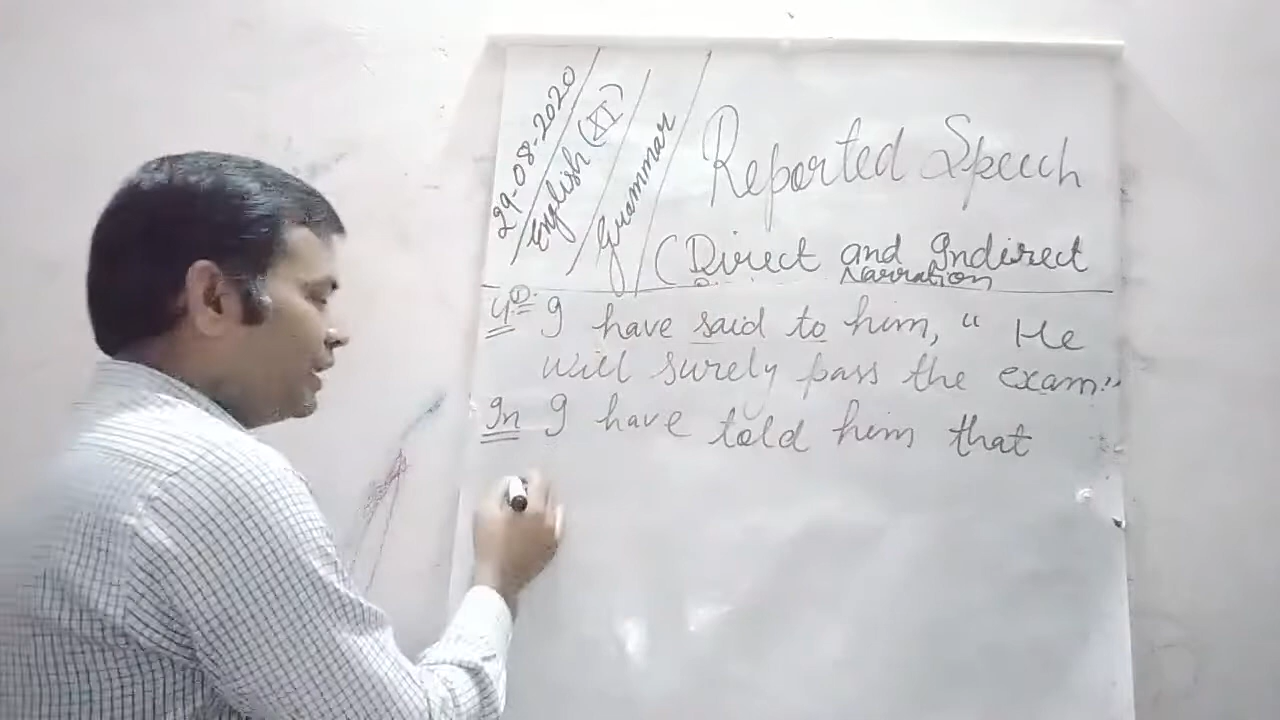 29-08-2020
English (XI)
Grammar
Reported Speech
(Direct and Indirect
Narration
I have said to him, " He
will surely pass the exam."
In I have told him that